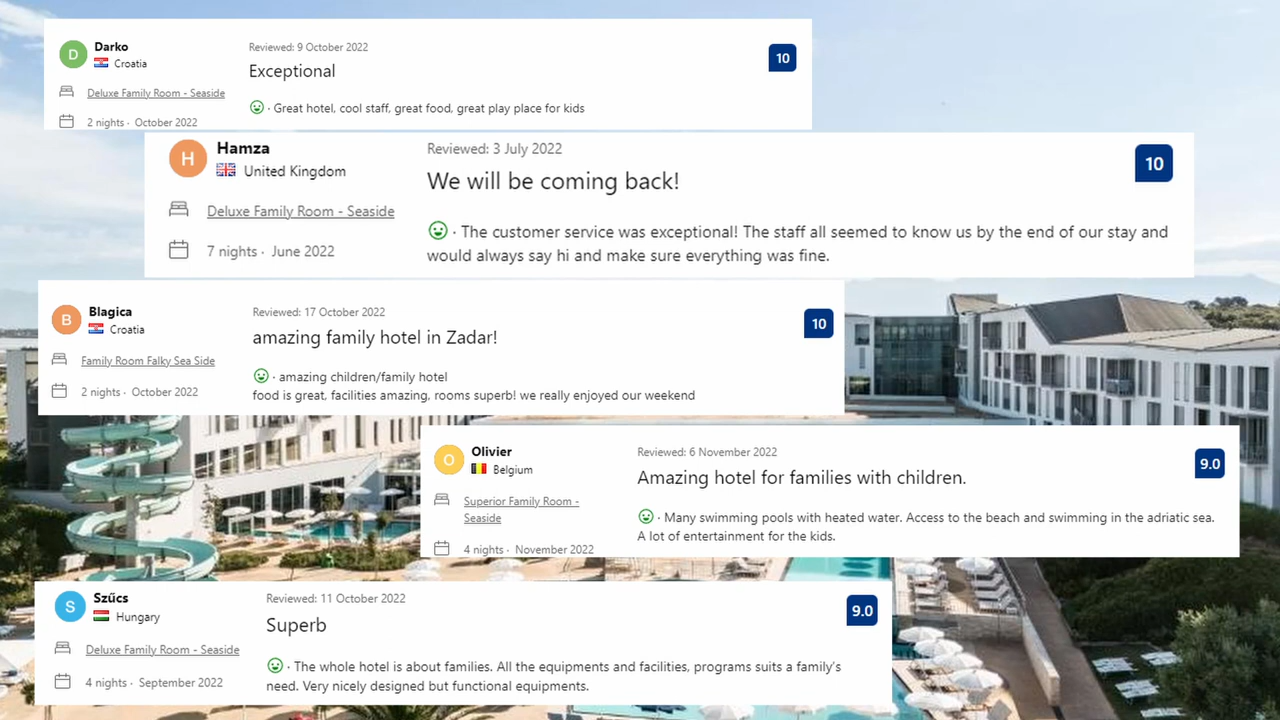 D
Darko
Croatia
Deluxe Family Room - Seaside
2 nights · October 2022
Reviewed: 9 October 2022
Exceptional
· Great hotel, cool staff, great food, great play place for kids
10
H
Hamza
United Kingdom
Deluxe Family Room - Seaside
7 nights · June 2022
Reviewed: 3 July 2022
We will be coming back!
· The customer service was exceptional! The staff all seemed to know us by the end of our stay and
would always say hi and make sure everything was fine.
10
B
Blagica
Croatia
Family Room Falky Sea Side
2 nights · October 2022
Reviewed: 17 October 2022
amazing family hotel in Zadar!
· amazing children/family hotel
food is great, facilities amazing, rooms superb! we really enjoyed our weekend
10
O
Olivier
Belgium
Superior Family Room -
Seaside
4 nights · November 2022
Reviewed: 6 November 2022
Amazing hotel for families with children.
· Many swimming pools with heated water. Access to the beach and swimming in the adriatic sea.
A lot of entertainment for the kids.
9.0
S
Szűcs
Hungary
Deluxe Family Room - Seaside
4 nights · September 2022
Reviewed: 11 October 2022
Superb
· The whole hotel is about families. All the equipments and facilities, programs suits a family's
need. Very nicely designed but functional equipments.
9.0